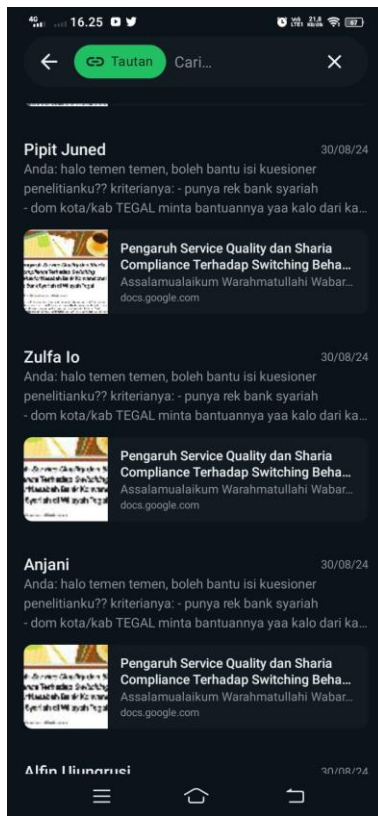 4G 16.25
Vo) LTE1 21,8 KB/DB 67
Tautan Cari...
Pipit Juned 30/08/24
Anda: halo temen temen, boleh bantu isi kuesioner
penelitianku?? kriterianya: - punya rek bank syariah
- dom kota/kab TEGAL minta bantuannya yaa kalo dari ka...
Pengaruh Service Quality dan Sharia
Compliance Terhadap Switching Beha...
Assalamualaikum Warahmatullahi Wabar...
docs.google.com
Zulfa Io 30/08/24
Anda: halo temen temen, boleh bantu isi kuesioner
penelitianku?? kriterianya: - punya rek bank syariah
- dom kota/kab TEGAL minta bantuannya yaa kalo dari ka...
Pengaruh Service Quality dan Sharia
Compliance Terhadap Switching Beha...
Assalamualaikum Warahmatullahi Wabar...
docs.google.com
Anjani 30/08/24
Anda: halo temen temen, boleh bantu isi kuesioner
penelitianku?? kriterianya: - punya rek bank syariah
- dom kota/kab TEGAL minta bantuannya yaa kalo dari ka...
Pengaruh Service Quality dan Sharia
Compliance Terhadap Switching Beha...
Assalamualaikum Warahmatullahi Wabar...
docs.google.com
Alfin Ujungrusi 30/08/24